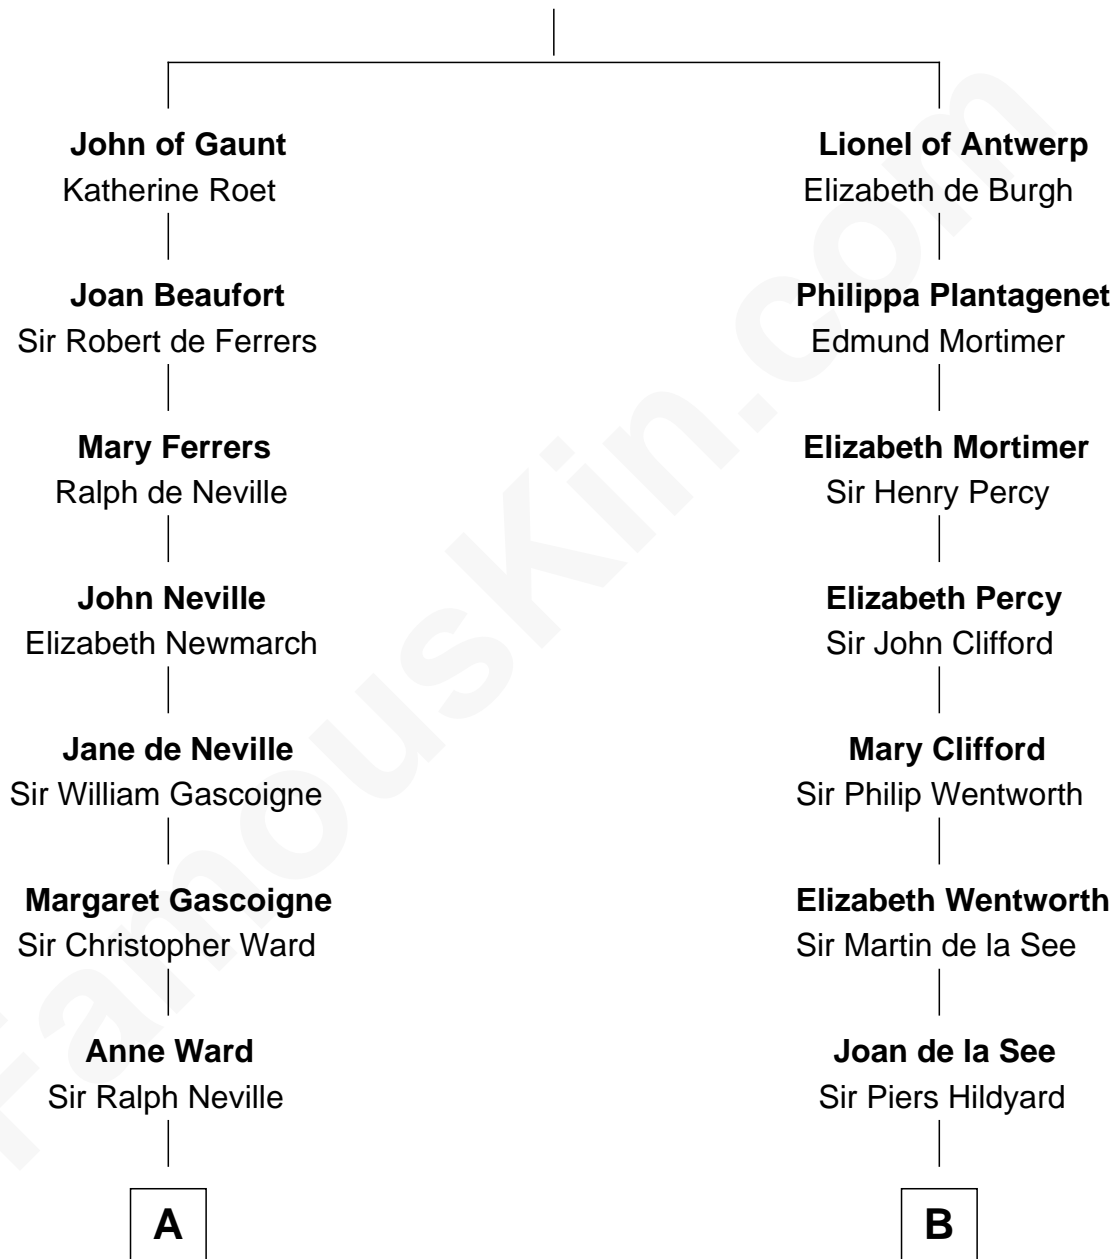 John of Gaunt
Katherine Roet
Joan Beaufort
Sir Robert de Ferrers
Mary Ferrers
Ralph de Neville
John Neville
Elizabeth Newmarch
Jane de Neville
Sir William Gascoigne
Margaret Gascoigne
Sir Christopher Ward
Anne Ward
Sir Ralph Neville
A
Lionel of Antwerp
Elizabeth de Burgh
Philippa Plantagenet
Edmund Mortimer
Elizabeth Mortimer
Sir Henry Percy
Elizabeth Percy
Sir John Clifford
Mary Clifford
Sir Philip Wentworth
Elizabeth Wentworth
Sir Martin de la See
Joan de la See
Sir Piers Hildyard
B
FamousKin.com